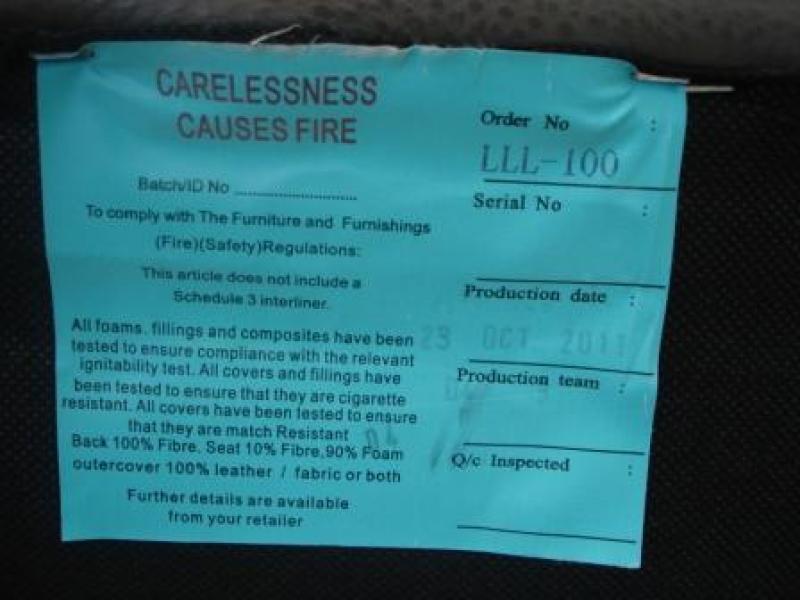 CARELESSNESS
CAUSES FIRE
Batch/ID No ..............................
To comply with The Furniture and Furnishings
(Fire)(Safety)Regulations:
This article does not include a
Schedule 3 interliner.
All foams. fillings and composites have been
tested to ensure compliance with the relevant
ignitability test. All covers and fillings have
been tested to ensure that they are cigarette
resistant. All covers have been tested to ensure
that they are match Resistant
Back 100% Fibre, Seat 10% Fibre,90% Foam
outercover 100% leather / fabric or both
Further details are available
from your retailer
Order No :
LLL-100
Serial No :
Production date :
23 OCT 2011
Production team :
Q/c Inspected :